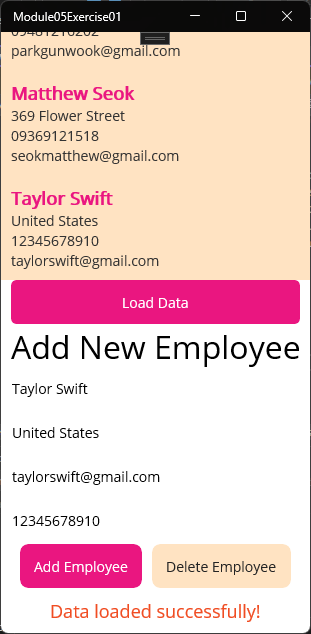 Module05Exercise01
09481216202
parkgunwook@gmail.com
Matthew Seok
369 Flower Street
09369121518
seokmatthew@gmail.com
Taylor Swift
United States
12345678910
taylorswift@gmail.com
Load Data
Add New Employee
Taylor Swift
United States
taylorswift@gmail.com
12345678910
Add Employee
Delete Employee
Data loaded successfully!